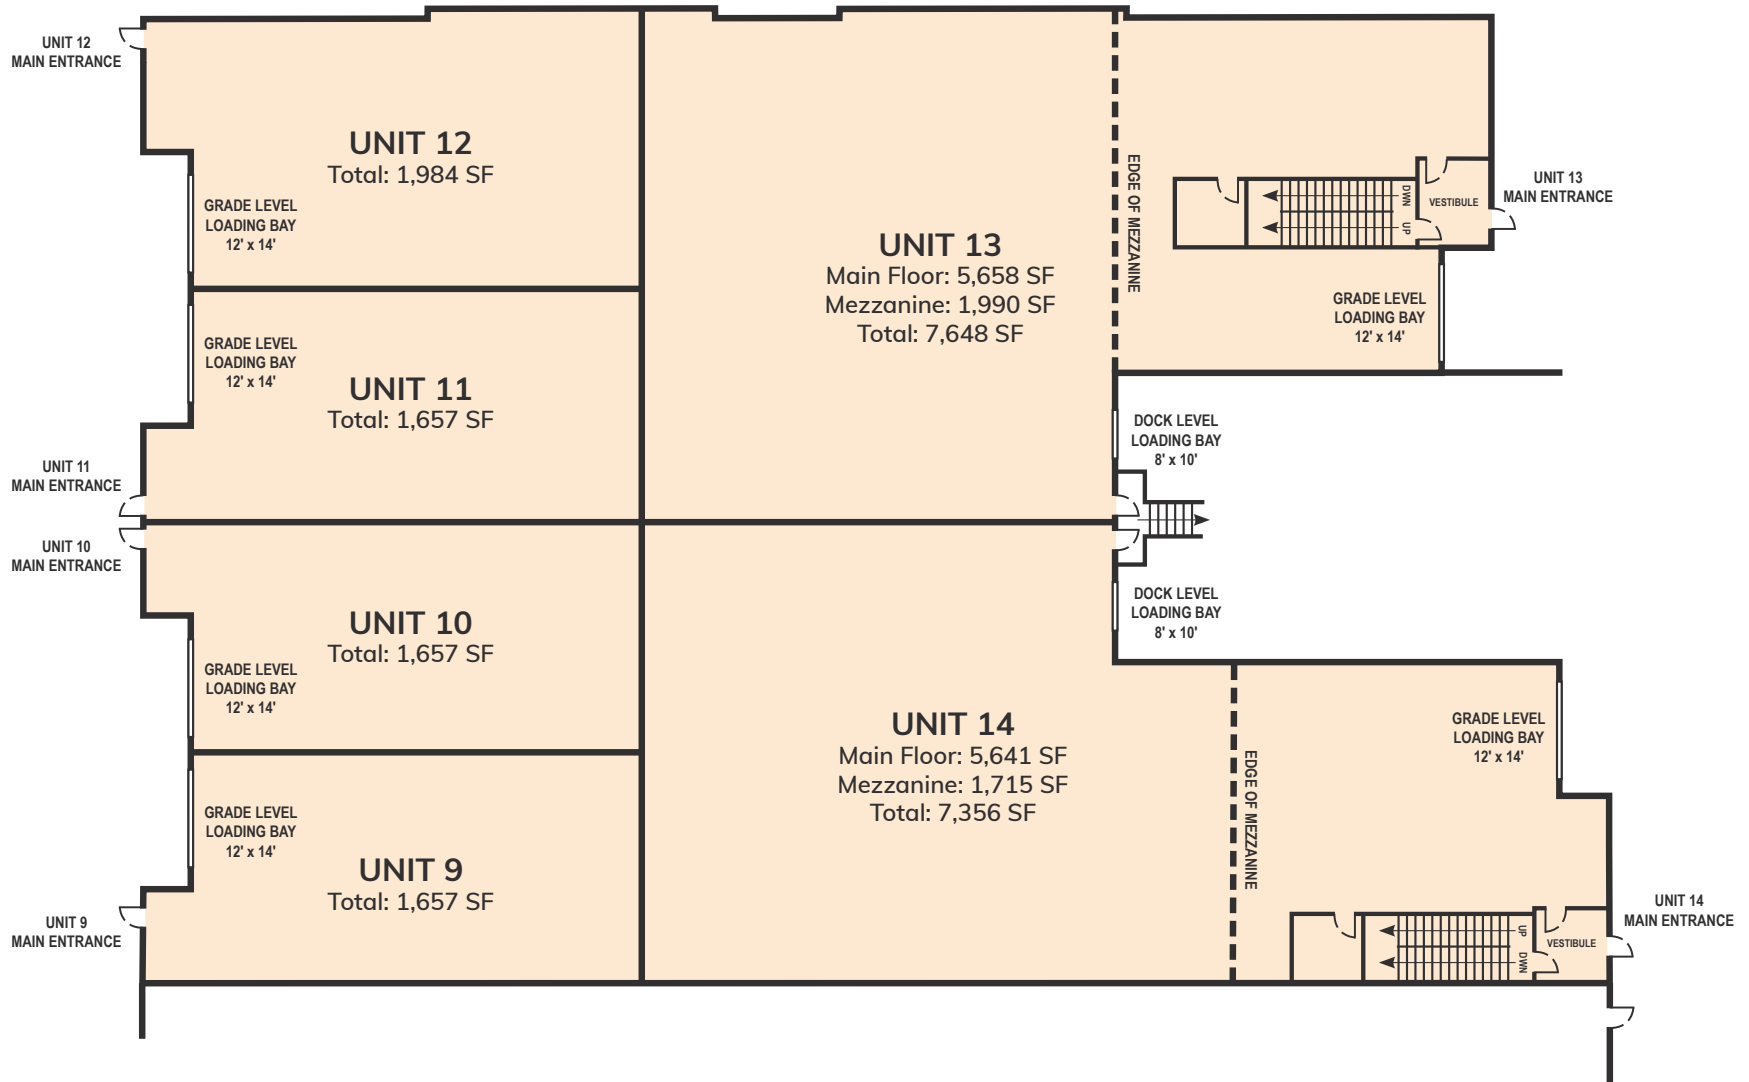 UNIT 12
MAIN ENTRANCE
UNIT 12
Total: 1,984 SF
GRADE LEVEL
LOADING BAY
12' x 14'
GRADE LEVEL
LOADING BAY
12' x 14'
UNIT 11
Total: 1,657 SF
UNIT 11
MAIN ENTRANCE
UNIT 10
MAIN ENTRANCE
UNIT 10
Total: 1,657 SF
GRADE LEVEL
LOADING BAY
12' x 14'
GRADE LEVEL
LOADING BAY
12' x 14'
UNIT 9
Total: 1,657 SF
UNIT 9
MAIN ENTRANCE
UNIT 13
Main Floor: 5,658 SF
Mezzanine: 1,990 SF
Total: 7,648 SF
EDGE OF MEZZANINE
DWN
UP
VESTIBULE
UNIT 13
MAIN ENTRANCE
GRADE LEVEL
LOADING BAY
12' x 14'
DOCK LEVEL
LOADING BAY
8' x 10'
DOCK LEVEL
LOADING BAY
8' x 10'
UNIT 14
Main Floor: 5,641 SF
Mezzanine: 1,715 SF
Total: 7,356 SF
EDGE OF MEZZANINE
GRADE LEVEL
LOADING BAY
12' x 14'
UP
DWN
VESTIBULE
UNIT 14
MAIN ENTRANCE